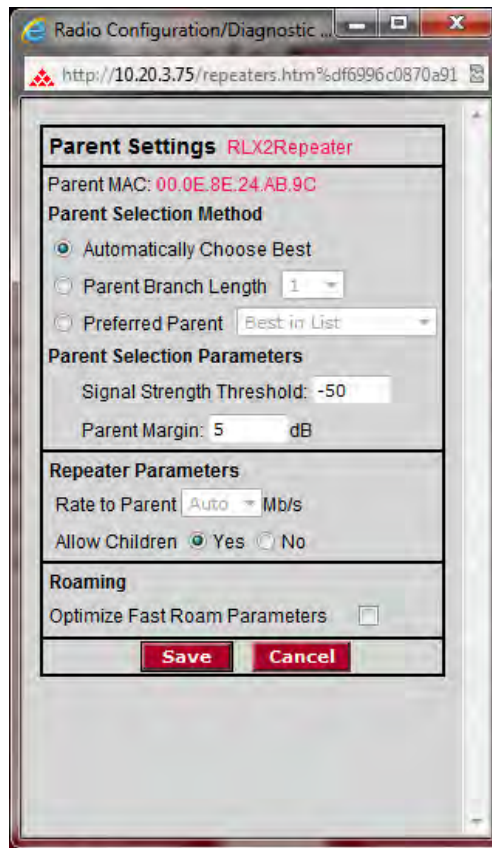 Radio Configuration/Diagnostic ...
http://10.20.3.75/repeaters.htm%df6996c0870a91
Parent Settings RLX2Repeater
Parent MAC: 00.0E.8E.24.AB.9C
Parent Selection Method
Automatically Choose Best
Parent Branch Length 1
Preferred Parent Best in List
Parent Selection Parameters
Signal Strength Threshold: -50
Parent Margin: 5 dB
Repeater Parameters
Rate to Parent Auto Mb/s
Allow Children Yes No
Roaming
Optimize Fast Roam Parameters
Save Cancel